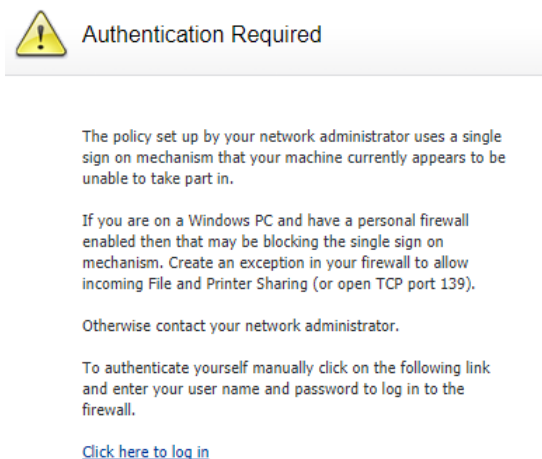 Authentication Required
The policy set up by your network administrator uses a single
sign on mechanism that your machine currently appears to be
unable to take part in.
If you are on a Windows PC and have a personal firewall
enabled then that may be blocking the single sign on
mechanism. Create an exception in your firewall to allow
incoming File and Printer Sharing (or open TCP port 139).
Otherwise contact your network administrator.
To authenticate yourself manually click on the following link
and enter your user name and password to log in to the
firewall.
Click here to log in